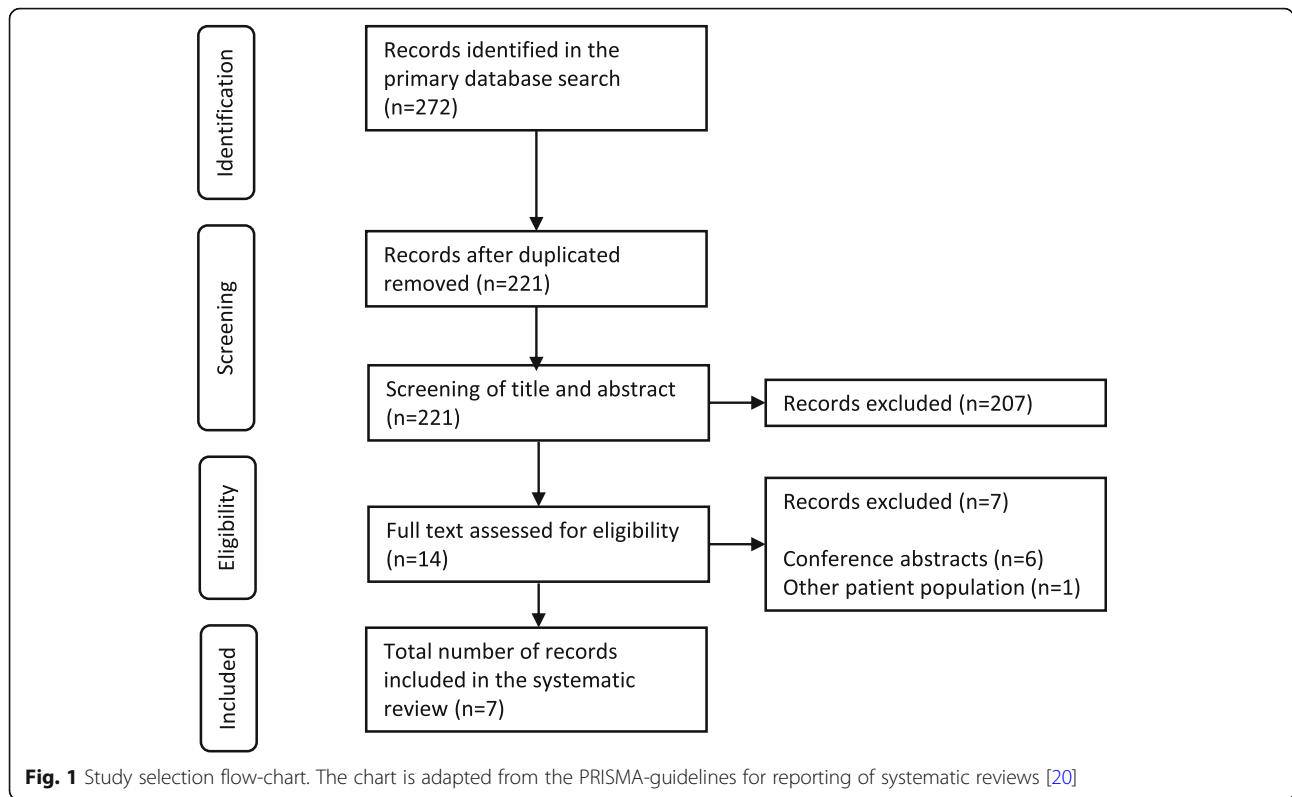 Identification
Records identified in the
primary database search
(n=272)
Screening
Records after duplicated
removed (n=221)
Screening of title and abstract
(n=221)
Records excluded (n=207)
Eligibility
Full text assessed for eligibility
(n=14)
Records excluded (n=7)
Conference abstracts (n=6)
Other patient population (n=1)
Included
Total number of records
included in the systematic
review (n=7)
Fig. 1 Study selection flow-chart. The chart is adapted from the PRISMA-guidelines for reporting of systematic reviews [20]